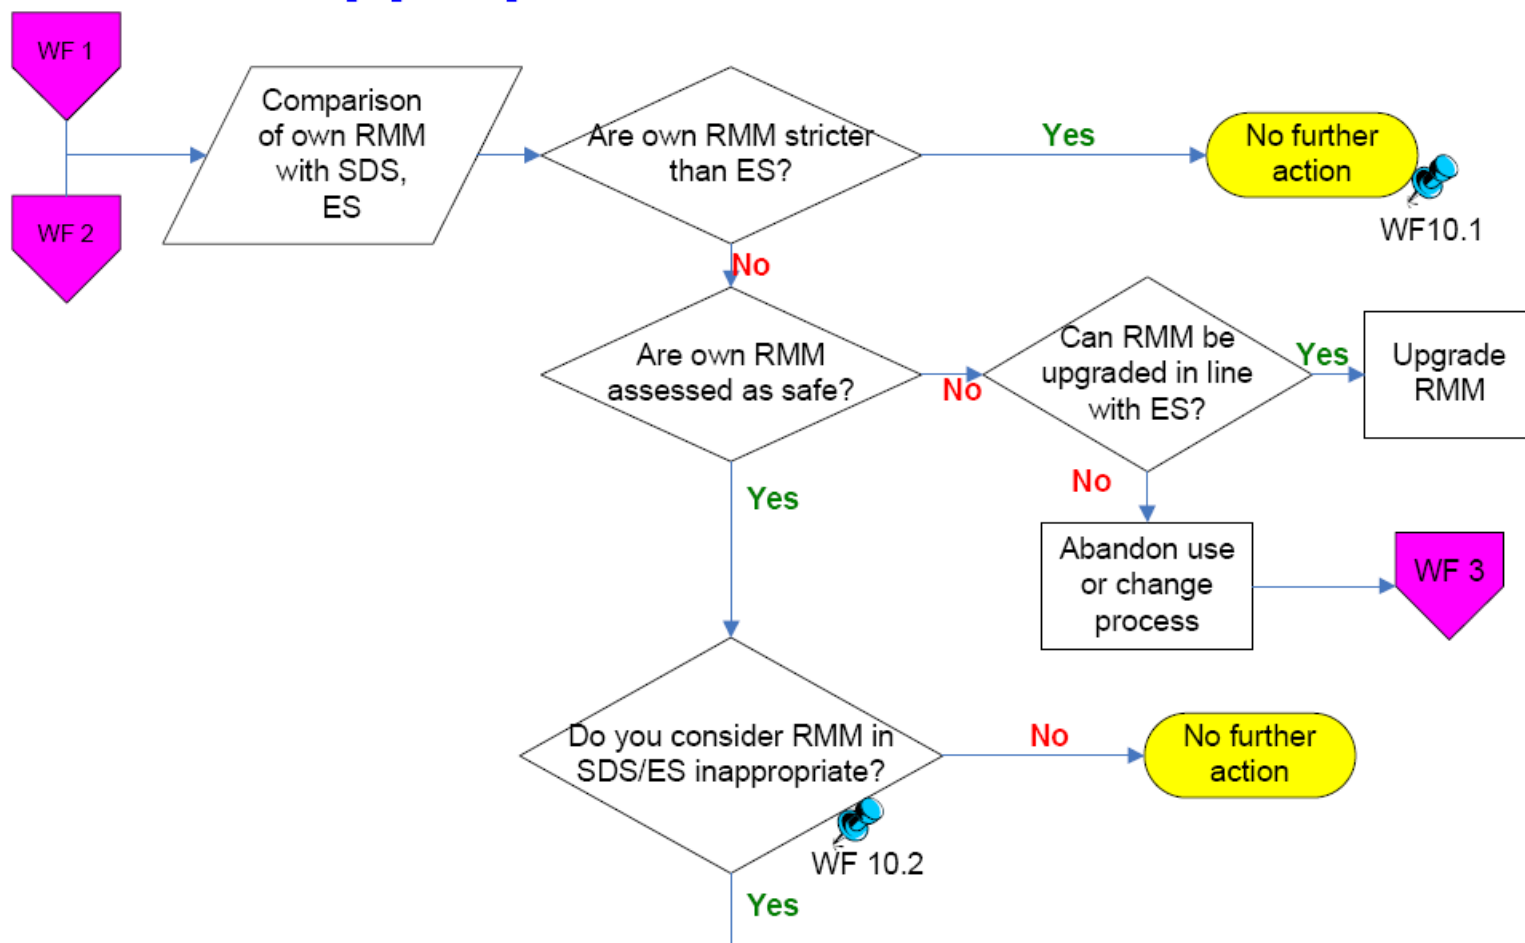 WF 1
Comparison
of own RMM
with SDS,
ES
Are own RMM stricter
than ES?
Yes
No further
action
WF10.1
WF 2
No
Are own RMM
assessed as safe?
No
Can RMM be
upgraded in line
with ES?
Yes
Upgrade
RMM
Yes
No
Abandon use
or change
process
WF 3
Do you consider RMM in
SDS/ES inappropriate?
No
No further
action
WF 10.2
Yes